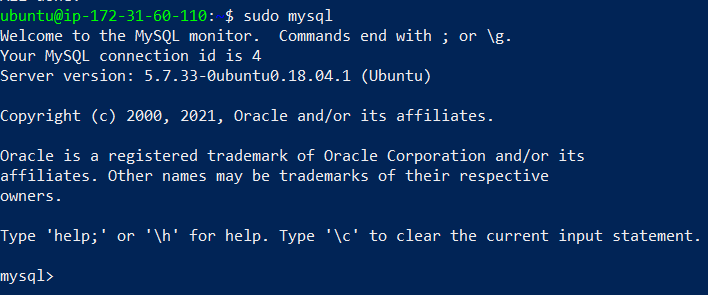 ubuntu@ip-172-31-60-110: $ sudo mysql
Welcome to the MySQL monitor.  Commands end with ; or \g.
Your MySQL connection id is 4
Server version: 5.7.33-0ubuntu0.18.04.1 (Ubuntu)
Copyright (c) 2000, 2021, Oracle and/or its affiliates.
Oracle is a registered trademark of Oracle Corporation and/or its
affiliates. Other names may be trademarks of their respective
owners.
Type 'help;' or '\h' for help. Type '\c' to clear the current input statement.
mysql>